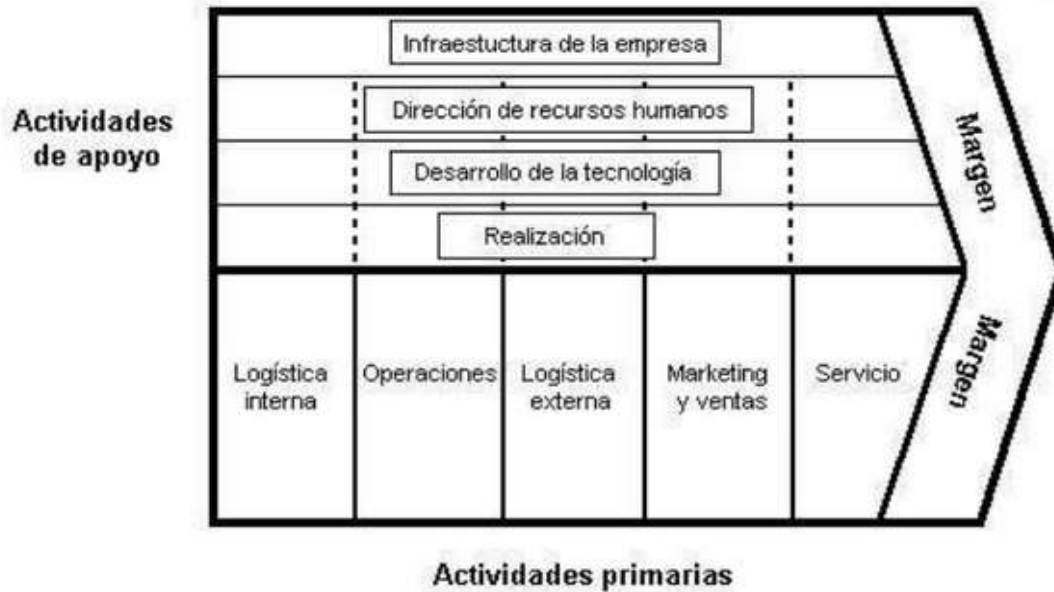 Infraestuctura de la empresa
Actividades
de apoyo
Dirección de recursos humanos
Desarrollo de la tecnología
Realización
Margen
Margen
Logística
interna
Operaciones
Logística
externa
Marketing
y ventas
Servicio
Actividades primarias